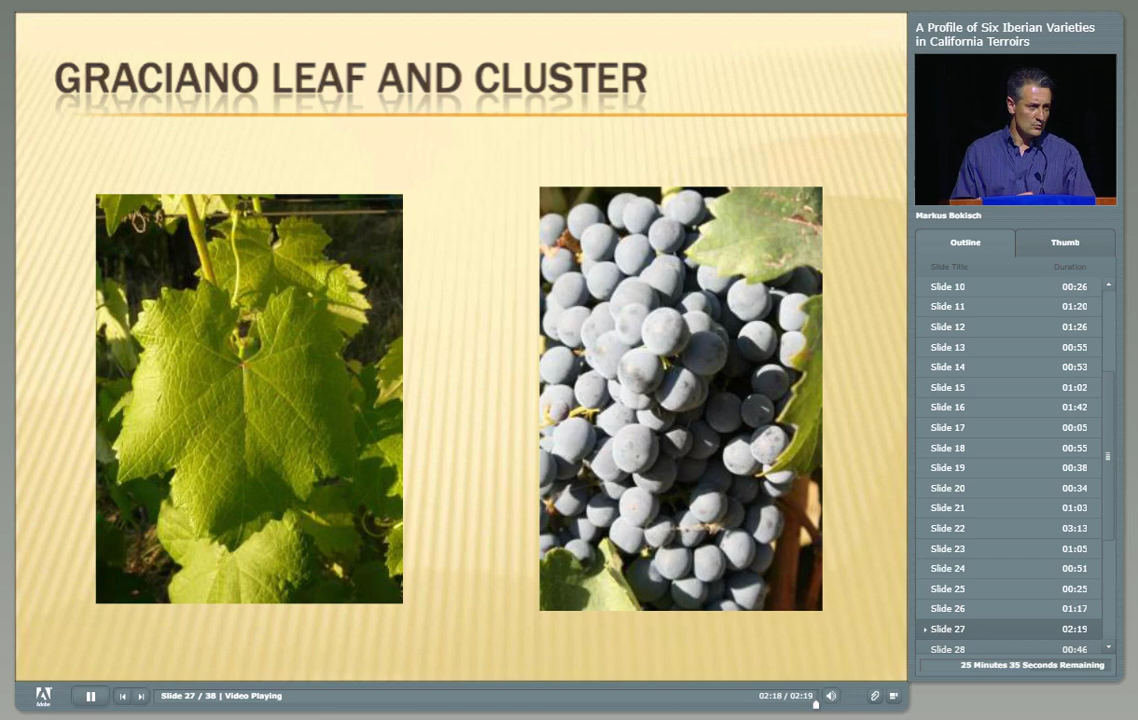 GRACIANO LEAF AND CLUSTER
A Profile of Six Iberian Varieties
in California Terroirs
Markus Bokisch
Outline Thumb
Slide Title Duration
Slide 10 00:26
Slide 11 01:20
Slide 12 01:26
Slide 13 00:55
Slide 14 00:53
Slide 15 01:02
Slide 16 01:42
Slide 17 00:05
Slide 18 00:55
Slide 19 00:38
Slide 20 00:34
Slide 21 01:03
Slide 22 03:13
Slide 23 01:05
Slide 24 00:51
Slide 25 00:25
Slide 26 01:17
Slide 27 02:19
Slide 28 00:46
25 Minutes 35 Seconds Remaining
Adobe
Slide 27 / 38 | Video Playing
02:18 / 02:19